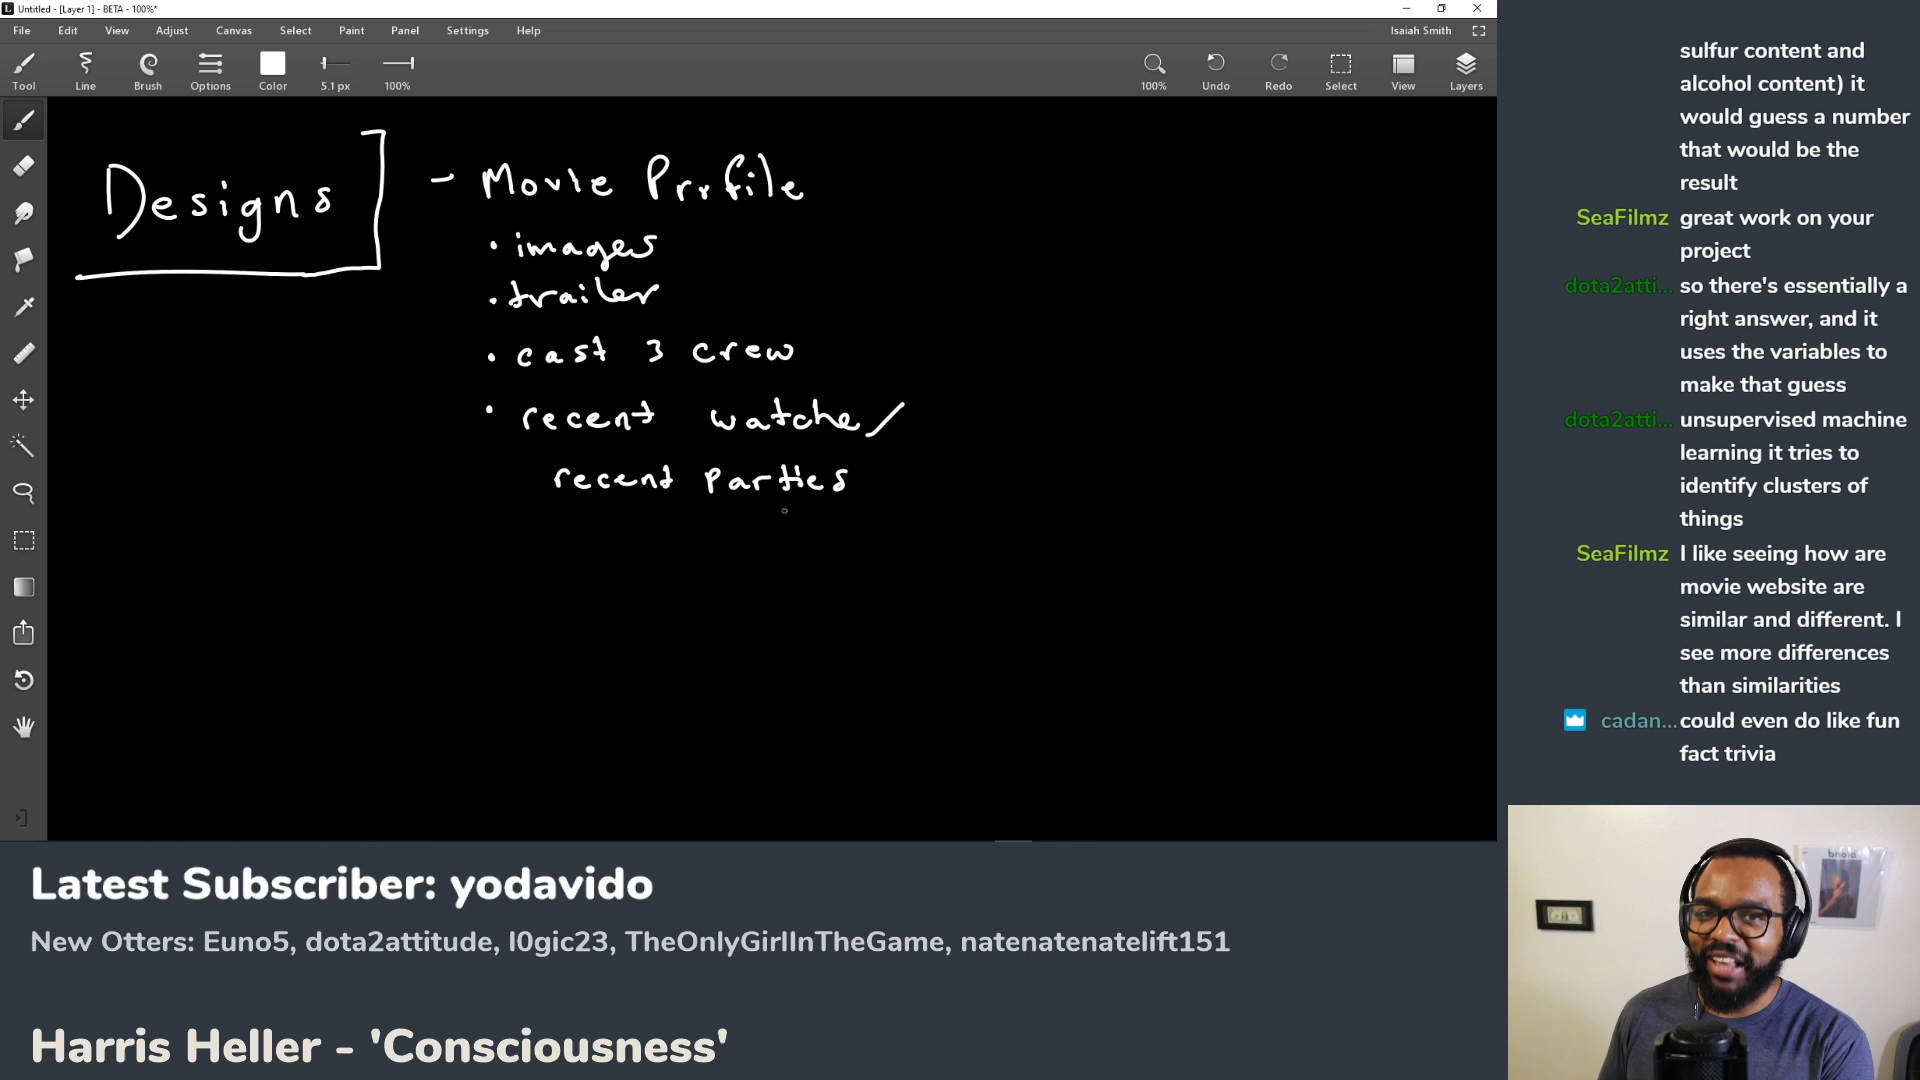 Untitled - [Layer 1] - BETA - 100%*
File Edit View Adjust Canvas Select Paint Panel Settings Help
Isaiah Smith
Tool Line Brush Options Color 5.1 px 100%
100% Undo Redo Select View Layers
Designs
- Movie Profile
• images
• trailer
• cast 3 crew
• recent watche/
recent parties
sulfur content and
alcohol content) it
would guess a number
that would be the
result
SeaFilmz great work on your
project
dota2atti... so there's essentially a
right answer, and it
uses the variables to
make that guess
dota2atti... unsupervised machine
learning it tries to
identify clusters of
things
SeaFilmz I like seeing how are
movie website are
similar and different. I
see more differences
than similarities
cadan... could even do like fun
fact trivia
bnold
Latest Subscriber: yodavido
New Otters: Euno5, dota2attitude, l0gic23, TheOnlyGirlInTheGame, natenatenatelift151
Harris Heller - 'Consciousness'